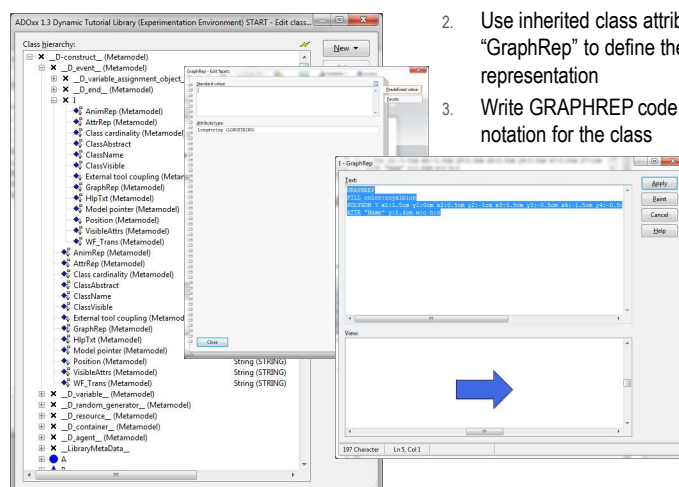 ADOxx 1.3 Dynamic Tutorial Library (Experimentation Environment) START - Edit class...
Class hierarchy:
New
__D-construct__ (Metamodel)
__D_event__ (Metamodel)
__D_variable_assignment_object_
__D_end__ (Metamodel)
I
AnimRep (Metamodel)
AttrRep (Metamodel)
Class cardinality (Metamodel
ClassAbstract
ClassName
ClassVisible
External tool coupling (Metam
GraphRep (Metamodel)
HlpTxt (Metamodel)
Model pointer (Metamodel)
Position (Metamodel)
VisibleAttrs (Metamodel)
WF_Trans (Metamodel)
AnimRep (Metamodel)
AttrRep (Metamodel)
Class cardinality (Metamodel)
ClassAbstract
ClassName
ClassVisible
External tool coupling (Metamod
GraphRep (Metamodel)
HlpTxt (Metamodel)
Model pointer (Metamodel)
Position (Metamodel) String (STRING)
VisibleAttrs (Metamodel) String (STRING)
WF_Trans (Metamodel) String (STRING)
__D_variable__ (Metamodel)
__D_random_generator__ (Metamodel)
__D_resource__ (Metamodel)
__D_container__ (Metamodel)
__D_agent__ (Metamodel)
__LibraryMetaData__
A
GraphRep - Edit facets
Standard value:
Predefined value
Facets
Attribute type:
Longstring (LONGSTRING)
Close
2. Use inherited class attrib
"GraphRep" to define the
representation
3. Write GRAPHREP code
notation for the class
I - GraphRep
Text:
GRAPHREP
FILL color:royalblue
POLYGON 7 x1:1.5cm y1:0cm x2:0.5cm y2:-1cm x3:0.5cm y3:-0.5cm x4:-1.5cm y4:-0.5c
ATTR "Name" y:1.4cm w:c h:c
Apply
Paint
Cancel
Help
View:
197 Character Ln 5, Col 1